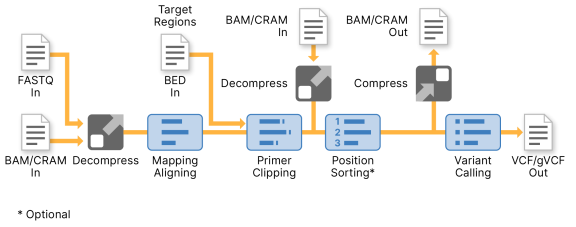 Target
Regions
BAM/CRAM
In
BAM/CRAM
Out
FASTQ
In
BED
In
Decompress
Compress
1
2
3
BAM/CRAM
In
Decompress
Mapping
Aligning
Primer
Clipping
Position
Sorting*
Variant
Calling
VCF/gVCF
Out
* Optional